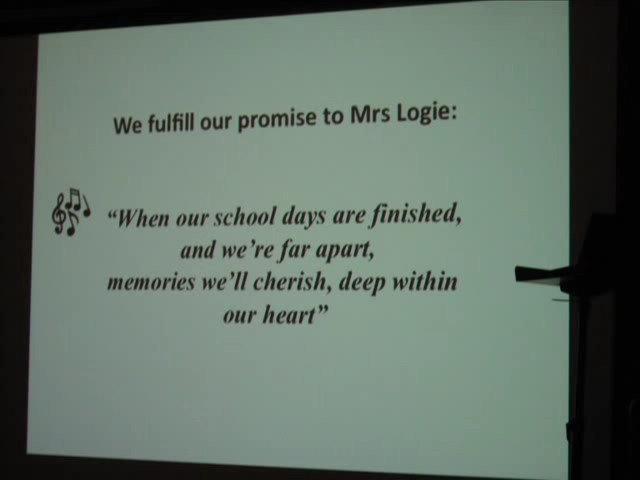 We fulfill our promise to Mrs Logie:
“When our school days are finished,
and we’re far apart,
memories we’ll cherish, deep within
our heart”